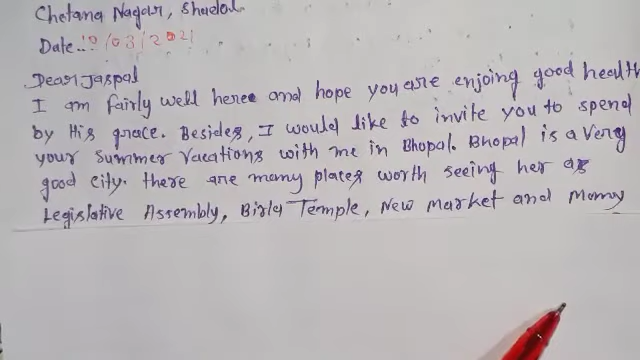 Chetana Nagar, Shadol
Date..10/03/2021
Dear Jaspal
I am fairly well here and hope you are enjoing good health
by His grace. Besides, I would like to invite you to spend
your summer vacations with me in Bhopal. Bhopal is a very
good city. there are many places worth seeing her as
Legislative Assembly, Birla Temple, New Market and Momy